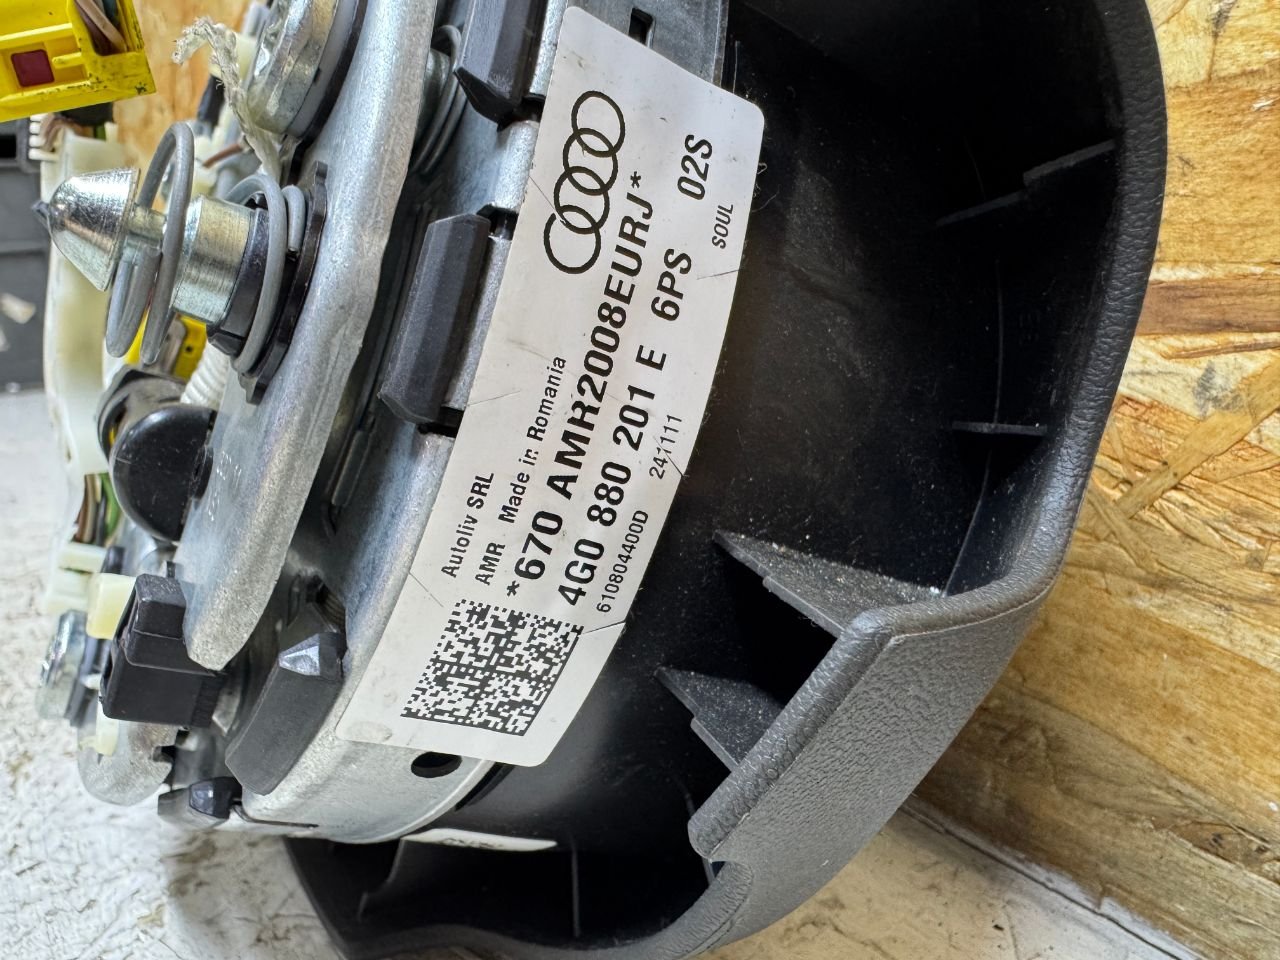 Autoliv SRL
AMR Made in Romania
*670 AMR2008EURJ*
4G0 880 201 E 6PS 02S
610804400D 241111 SOUL